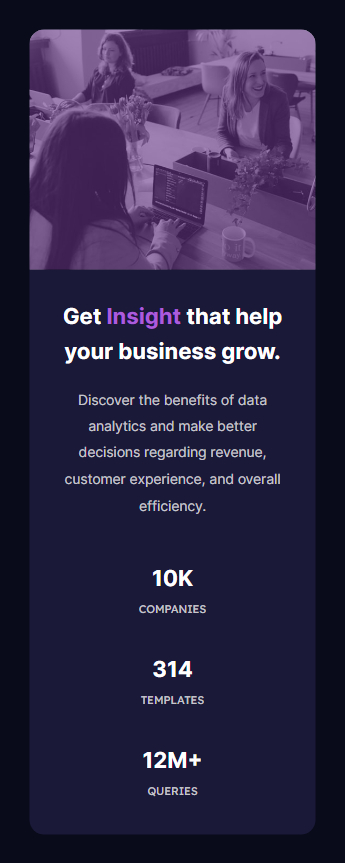 Get Insight that help
your business grow.
Discover the benefits of data
analytics and make better
decisions regarding revenue,
customer experience, and overall
efficiency.
10K
COMPANIES
314
TEMPLATES
12M+
QUERIES